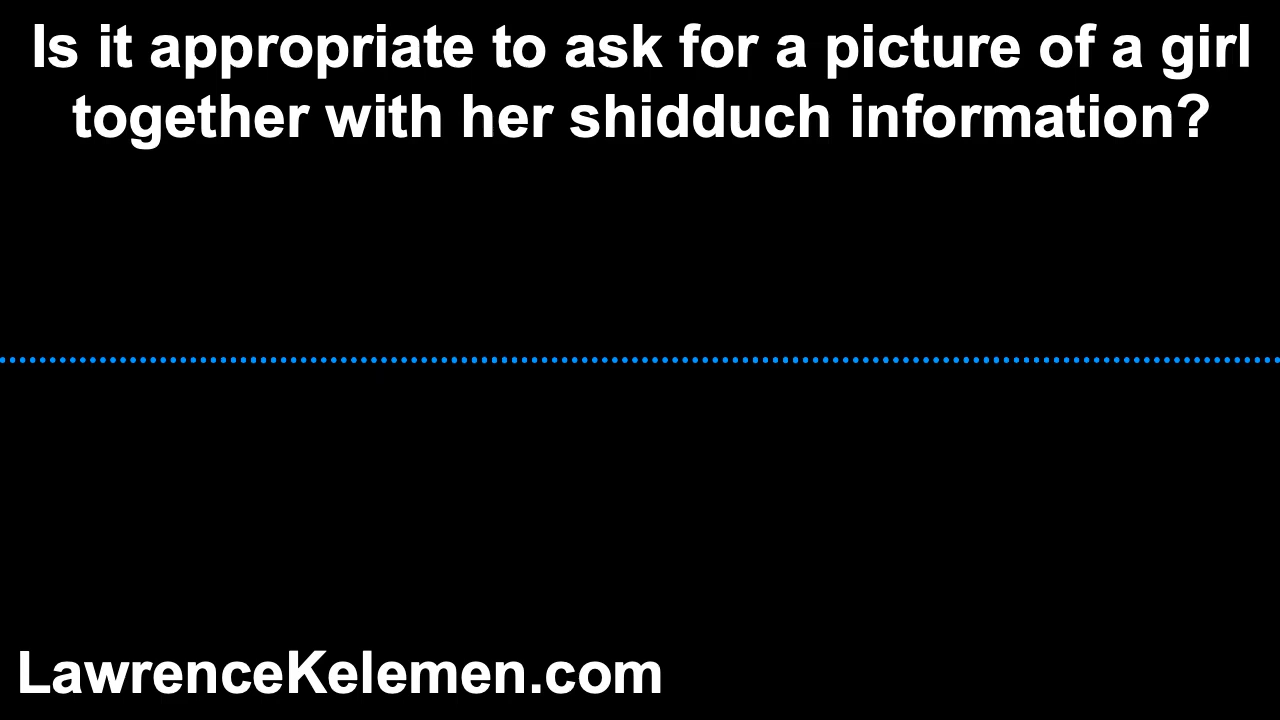 Is it appropriate to ask for a picture of a girl
together with her shidduch information?
LawrenceKelemen.com